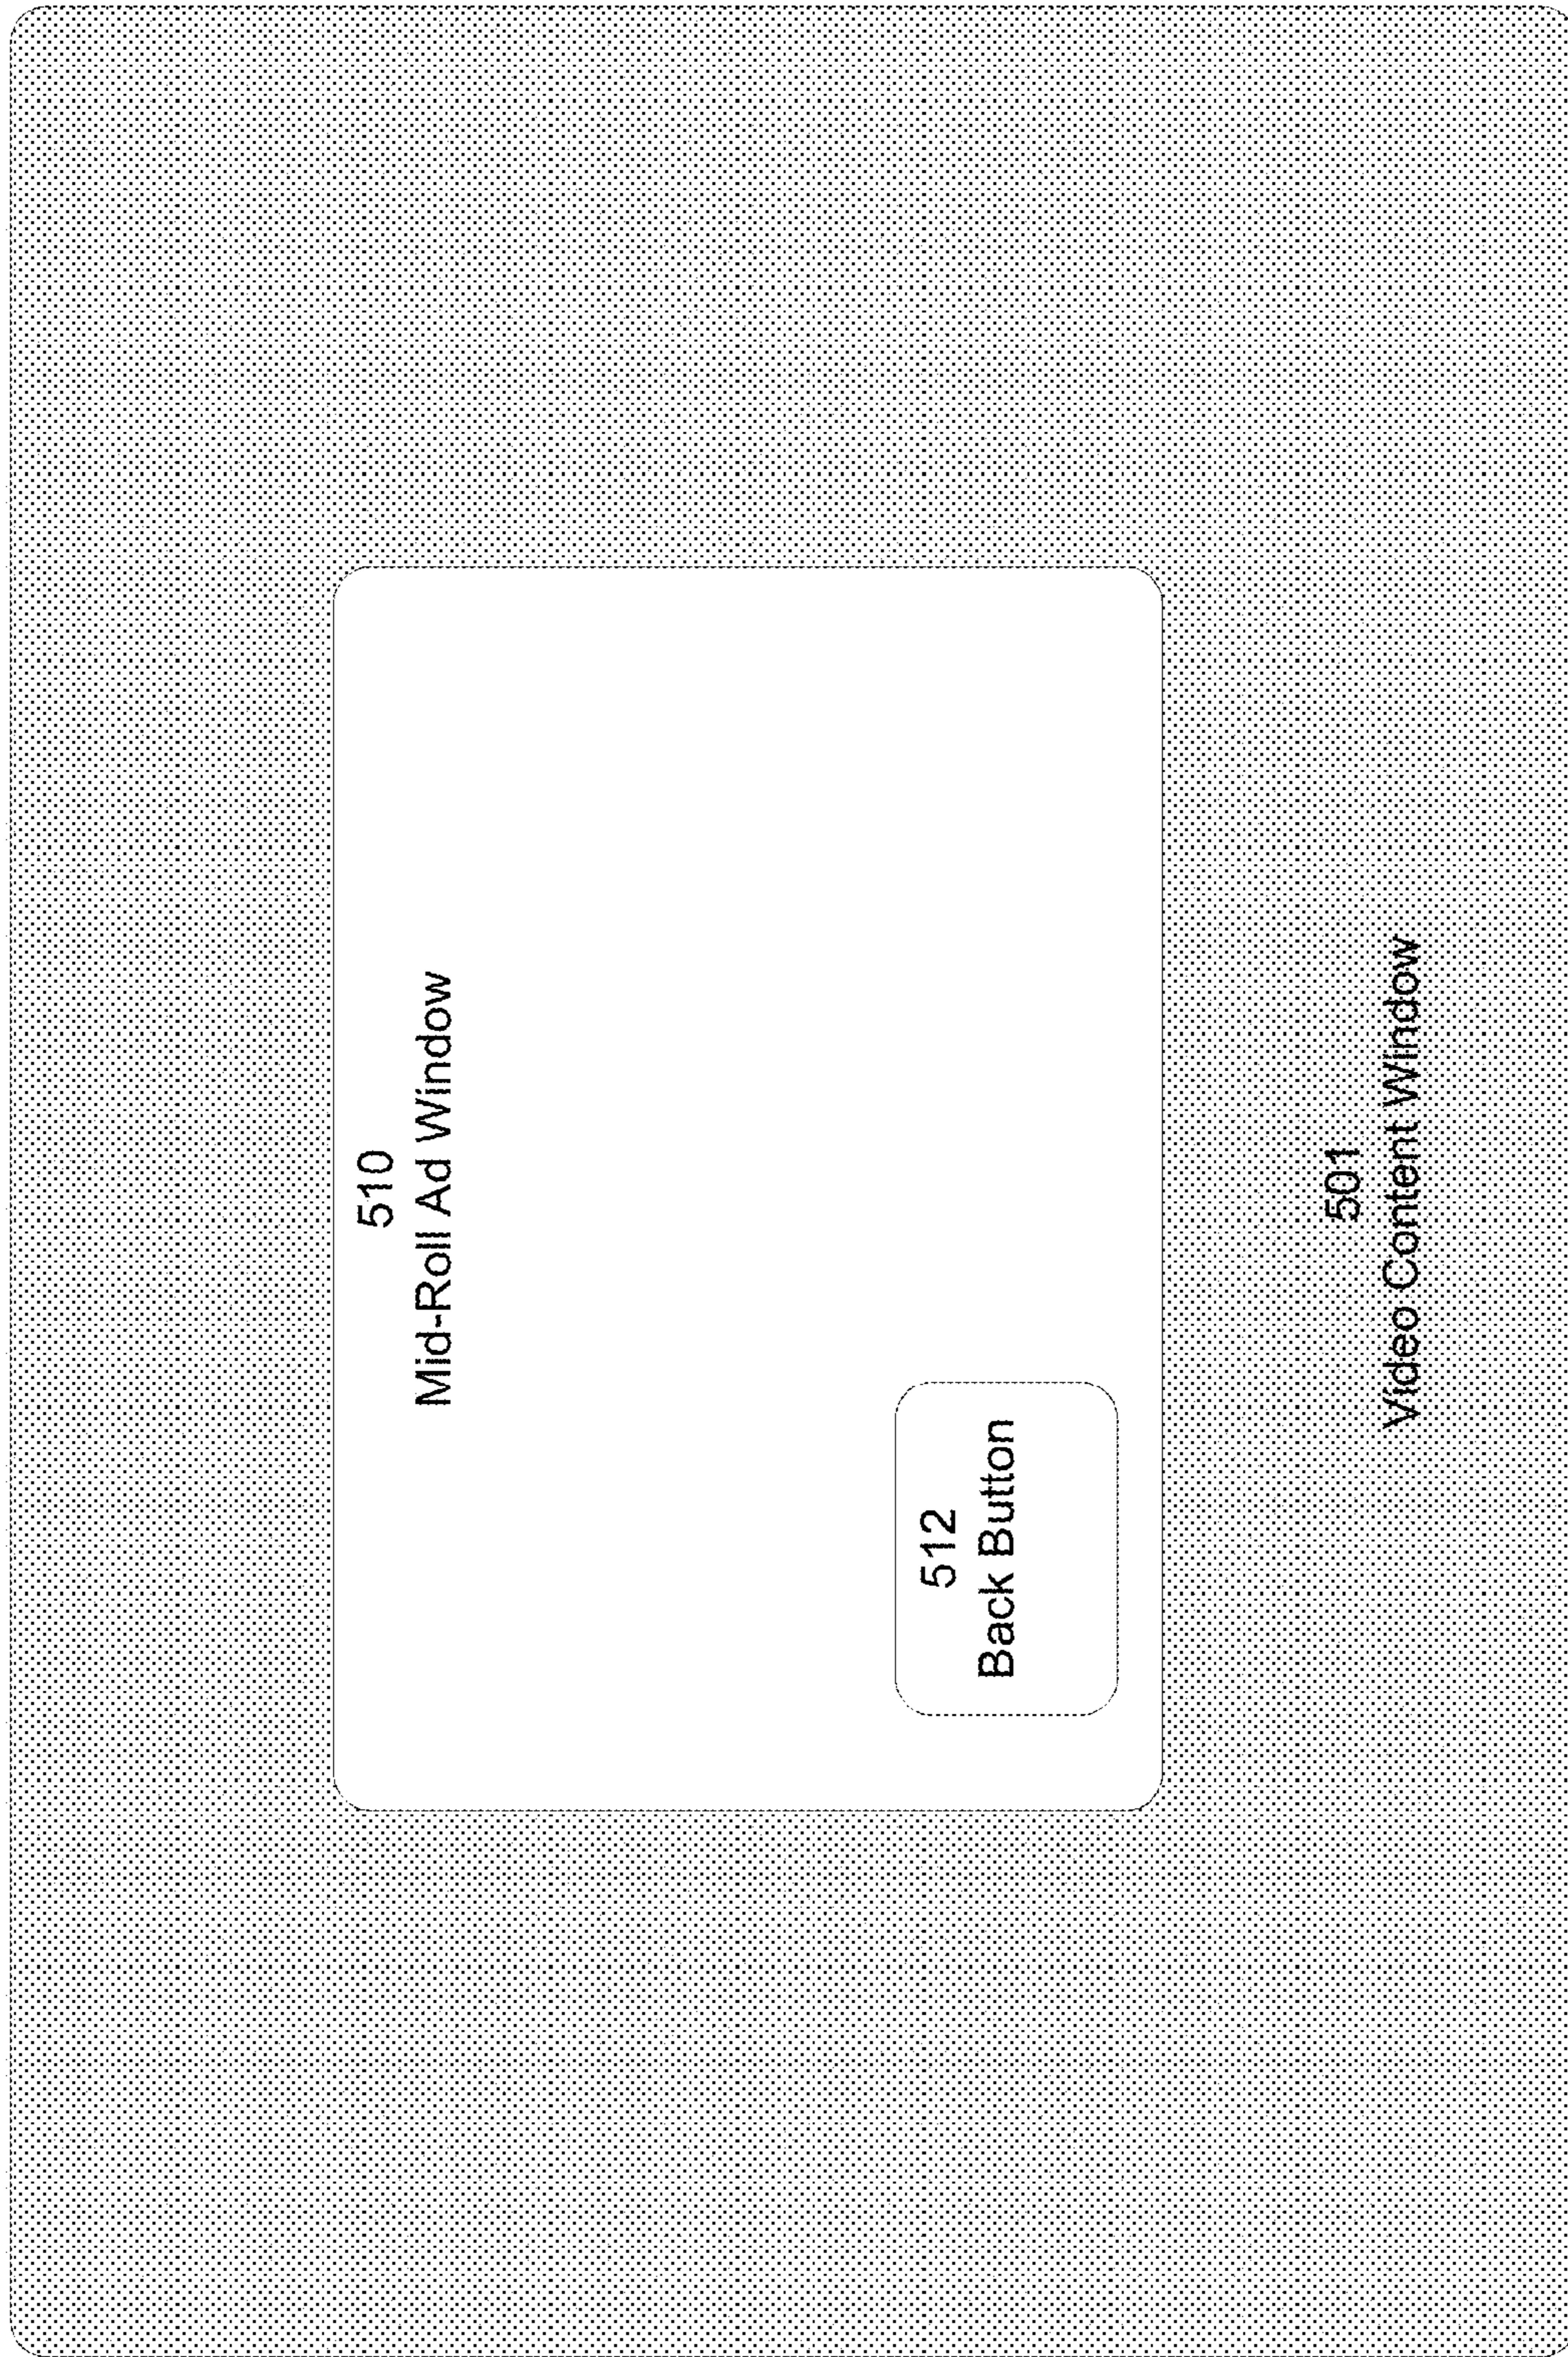 510
Mid-Roll Ad Window
512
Back Button
501
Video Content Window